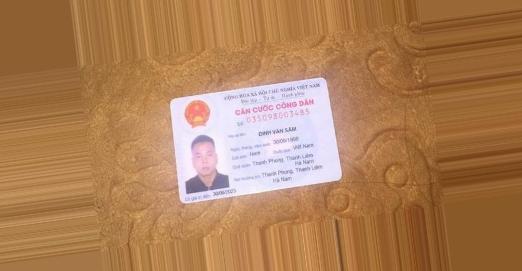 CỘNG HÒA XÃ HỘI CHỦ NGHĨA VIỆT NAM
Độc lập - Tự do - Hạnh phúc
CĂN CƯỚC CÔNG DÂN
Số: 035098003485
Họ và tên: ĐINH VĂN SÂM
Ngày, tháng, năm sinh: 30/06/1998
Giới tính: Nam Quốc tịch: Việt Nam
Quê quán: Thanh Phong, Thanh Liêm
Hà Nam
Nơi thường trú: Thanh Phong, Thanh Liêm
Hà Nam
Có giá trị đến: 30/06/2023